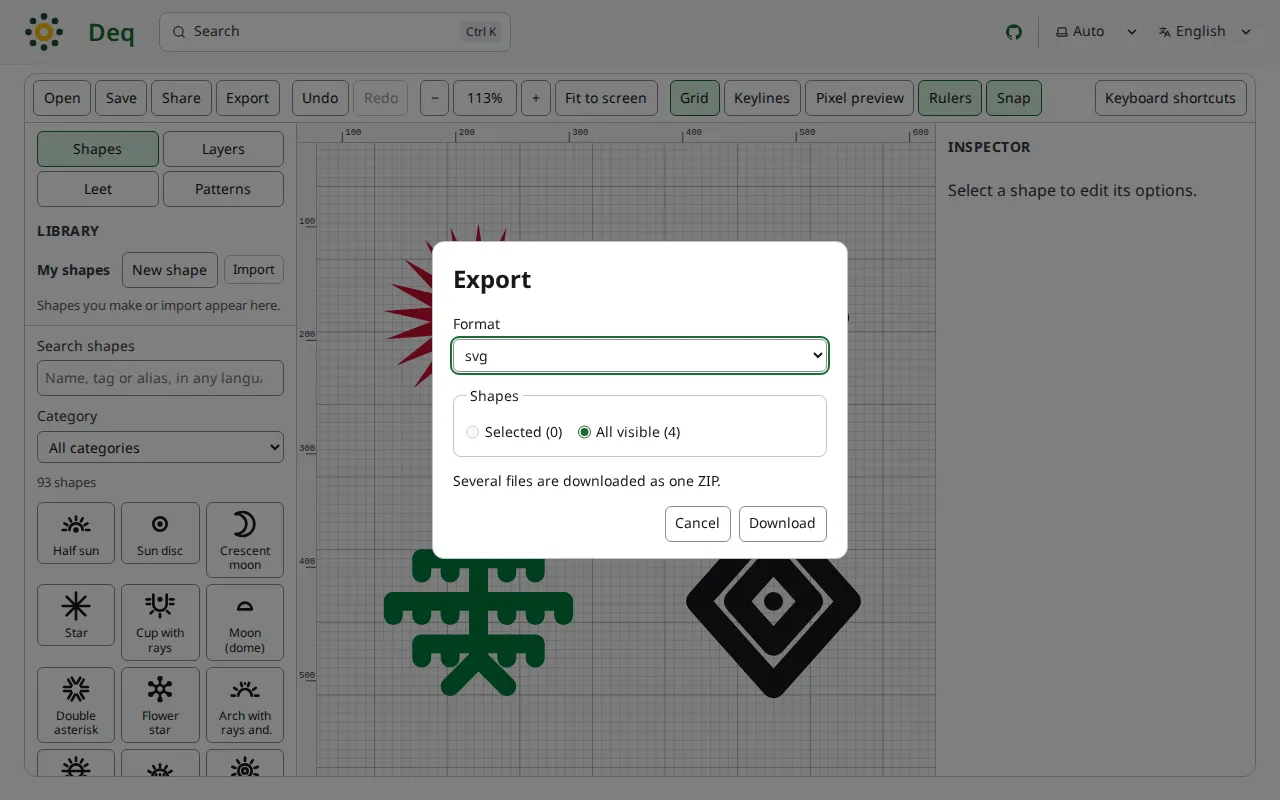 Deq
Search
Ctrl K
Auto
English
Open
Save
Share
Export
Undo
Redo
−
113%
+
Fit to screen
Grid
Keylines
Pixel preview
Rulers
Snap
Keyboard shortcuts
Shapes
Layers
Leet
Patterns
LIBRARY
My shapes
New shape
Import
Shapes you make or import appear here.
Search shapes
Name, tag or alias, in any langu
Category
All categories
93 shapes
Half sun
Sun disc
Crescent
moon
Star
Cup with
rays
Moon
(dome)
Double
asterisk
Flower
star
Arch with
rays and.
100
200
300
400
500
600
100
200
300
400
500
Export
Format
svg
Shapes
Selected (0)
All visible (4)
Several files are downloaded as one ZIP.
Cancel
Download
INSPECTOR
Select a shape to edit its options.